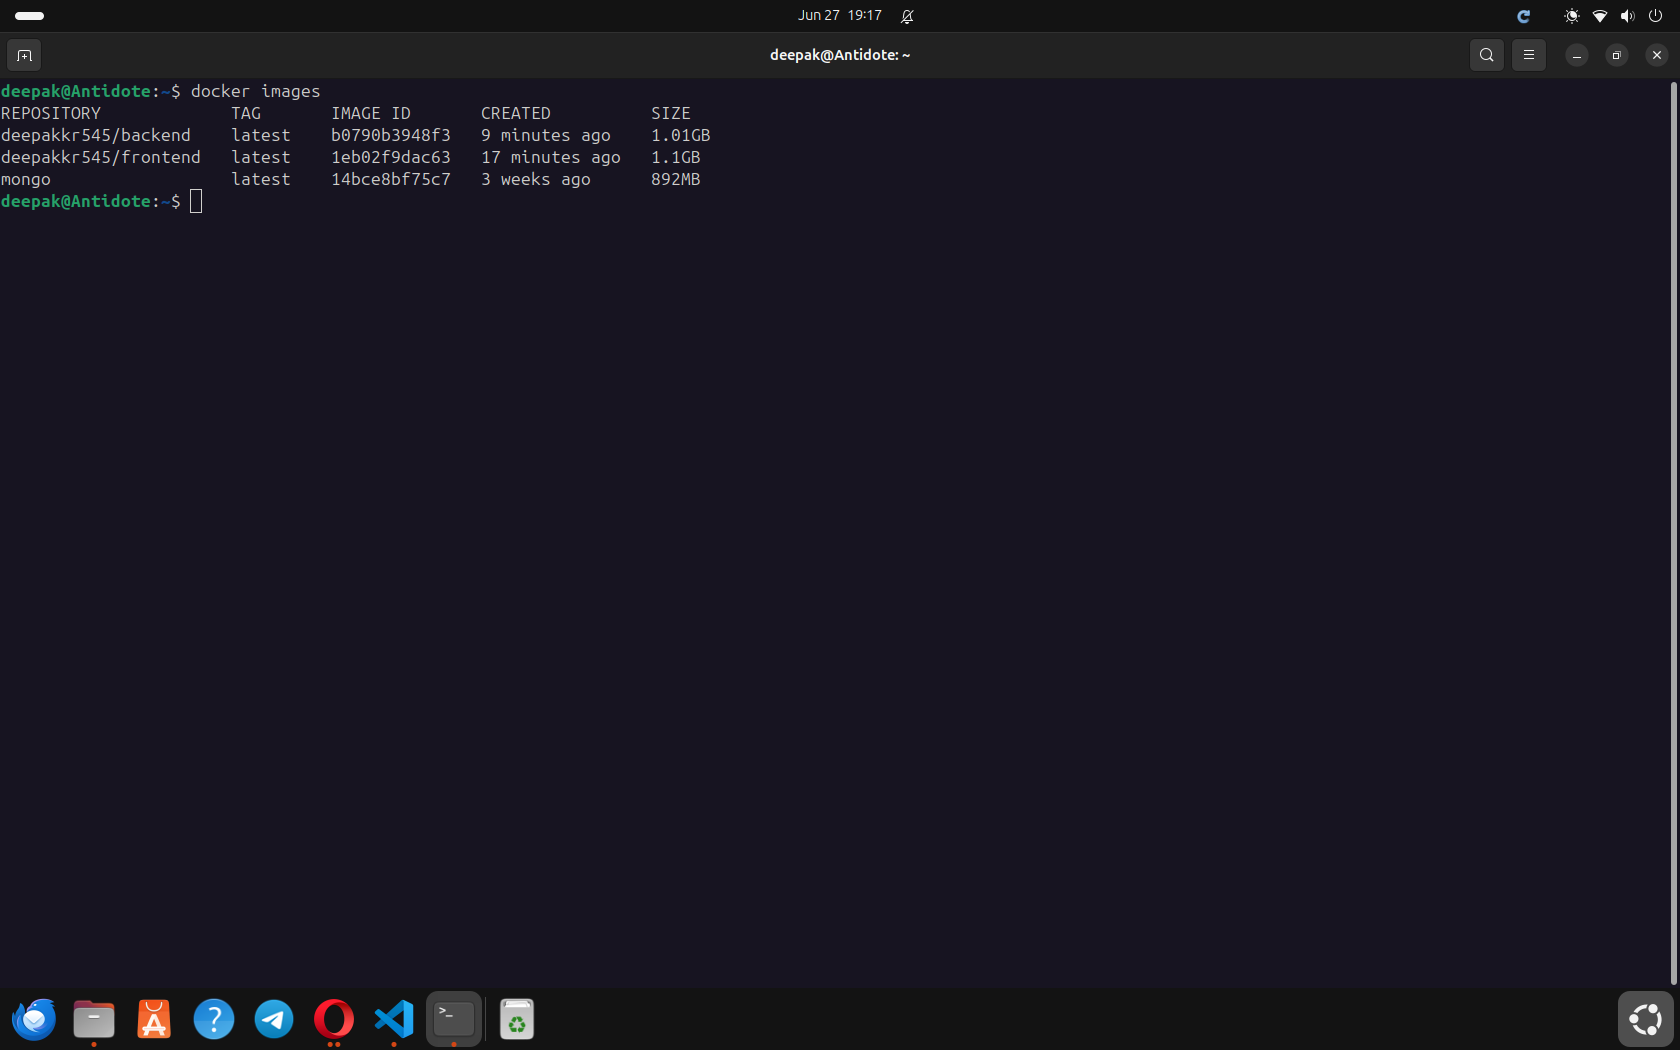 Jun 27 19:17
deepak@Antidote: ~
deepak@Antidote:~$ docker images
REPOSITORY TAG IMAGE ID CREATED SIZE
deepakkr545/backend latest b0790b3948f3 9 minutes ago 1.01GB
deepakkr545/frontend latest 1eb02f9dac63 17 minutes ago 1.1GB
mongo latest 14bce8bf75c7 3 weeks ago 892MB
deepak@Antidote:~$